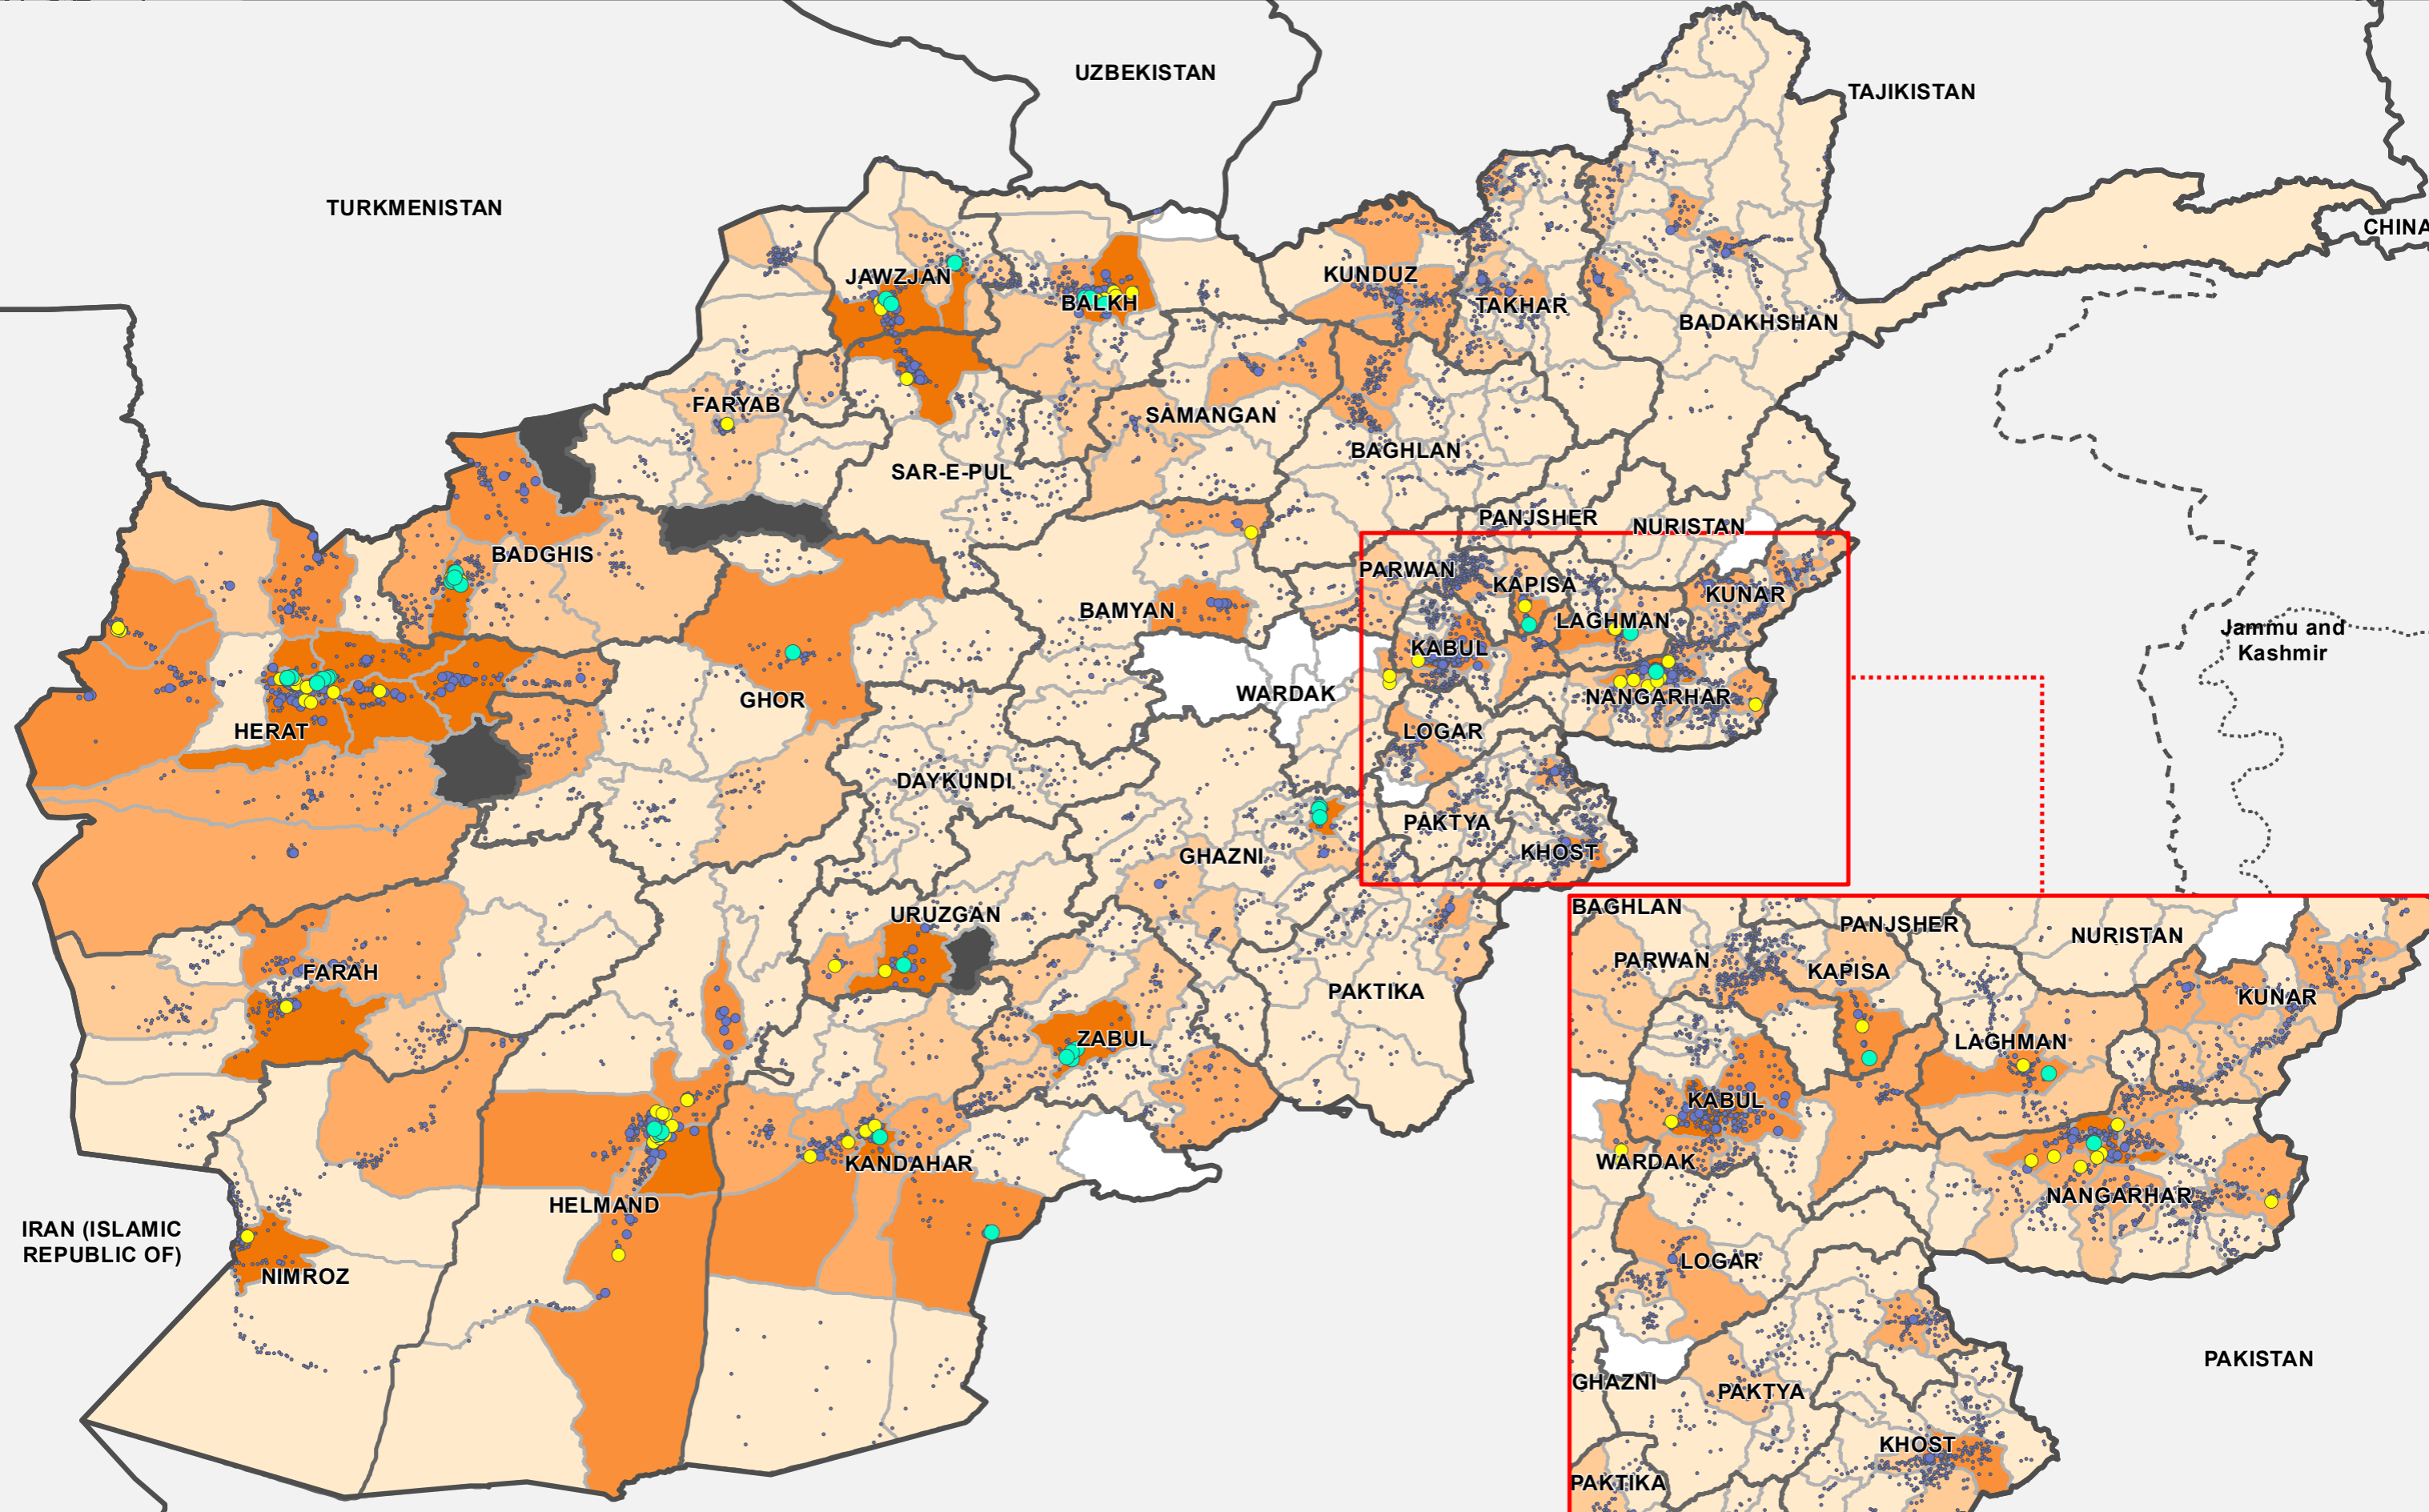 UZBEKISTAN
TAJIKISTAN
TURKMENISTAN
CHINA
JAWZJAN
BALKH
KUNDUZ
TAKHAR
BADAKHSHAN
FARYAB
SAMANGAN
SAR-E-PUL
BAGHLAN
BADGHIS
PANJSHER
NURISTAN
PARWAN
KAPISA
KUNAR
BAMYAN
LAGHMAN
KABUL
Jammu and
Kashmir
GHOR
WARDAK
NANGARHAR
HERAT
LOGAR
DAYKUNDI
PAKTYA
GHAZNI
KHOST
URUZGAN
FARAH
PAKTIKA
ZABUL
KANDAHAR
HELMAND
IRAN (ISLAMIC
REPUBLIC OF)
NIMROZ
BAGHLAN
PANJSHER
NURISTAN
PARWAN
KAPISA
KUNAR
LAGHMAN
KABUL
WARDAK
NANGARHAR
LOGAR
PAKISTAN
GHAZNI
PAKTYA
KHOST
PAKTIKA